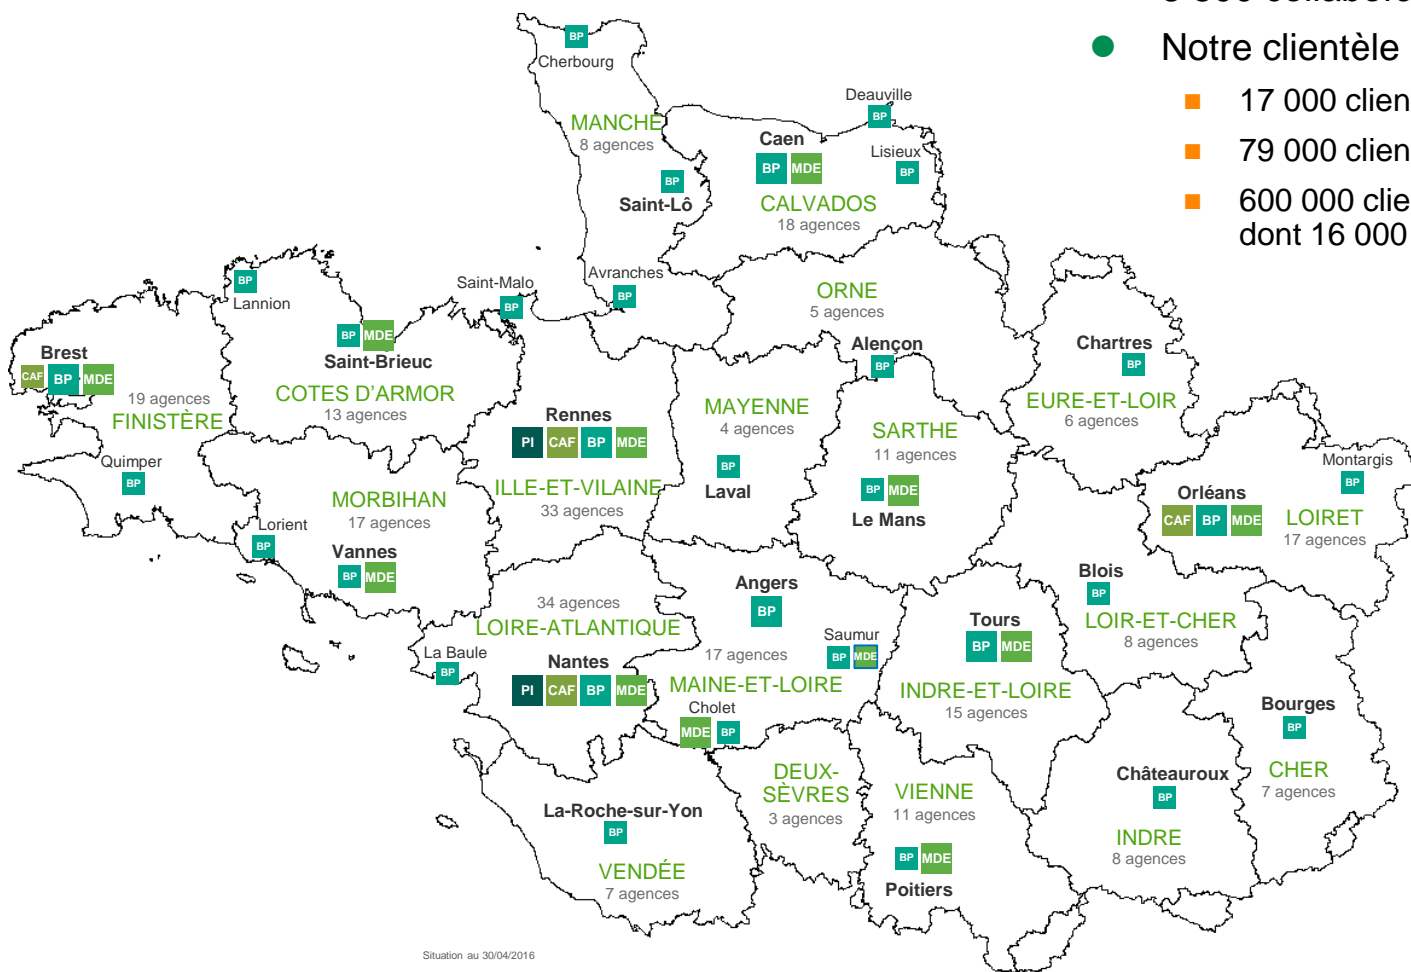 Notre clientèle
17 000 clien
79 000 clien
600 000 clie
dont 16 000
BP
Cherbourg
MANCHE
8 agences
BP
Saint-Lô
Avranches
BP
Deauville
BP
Caen
BP MDE
Lisieux
BP
CALVADOS
18 agences
ORNE
5 agences
Alençon
BP
BP
Lannion
BP MDE
Saint-Brieuc
COTES D'ARMOR
13 agences
Saint-Malo
BP
Brest
CAF BP MDE
19 agences
FINISTÈRE
Quimper
BP
Rennes
PI CAF BP MDE
ILLE-ET-VILAINE
33 agences
MAYENNE
4 agences
BP
Laval
SARTHE
11 agences
BP MDE
Le Mans
Chartres
BP
EURE-ET-LOIR
6 agences
Montargis
BP
Orléans
CAF BP MDE
LOIRET
17 agences
MORBIHAN
17 agences
Lorient
BP
Vannes
BP MDE
34 agences
LOIRE-ATLANTIQUE
La Baule
BP
Nantes
PI CAF BP MDE
Angers
BP
17 agences
Saumur
BP MDE
MAINE-ET-LOIRE
Cholet
MDE BP
Tours
BP MDE
INDRE-ET-LOIRE
15 agences
Blois
BP
LOIR-ET-CHER
8 agences
Bourges
BP
CHER
7 agences
Châteauroux
BP
INDRE
8 agences
DEUX-
SÈVRES
3 agences
VIENNE
11 agences
BP MDE
Poitiers
La-Roche-sur-Yon
BP
VENDÉE
7 agences
Situation au 30/04/2016